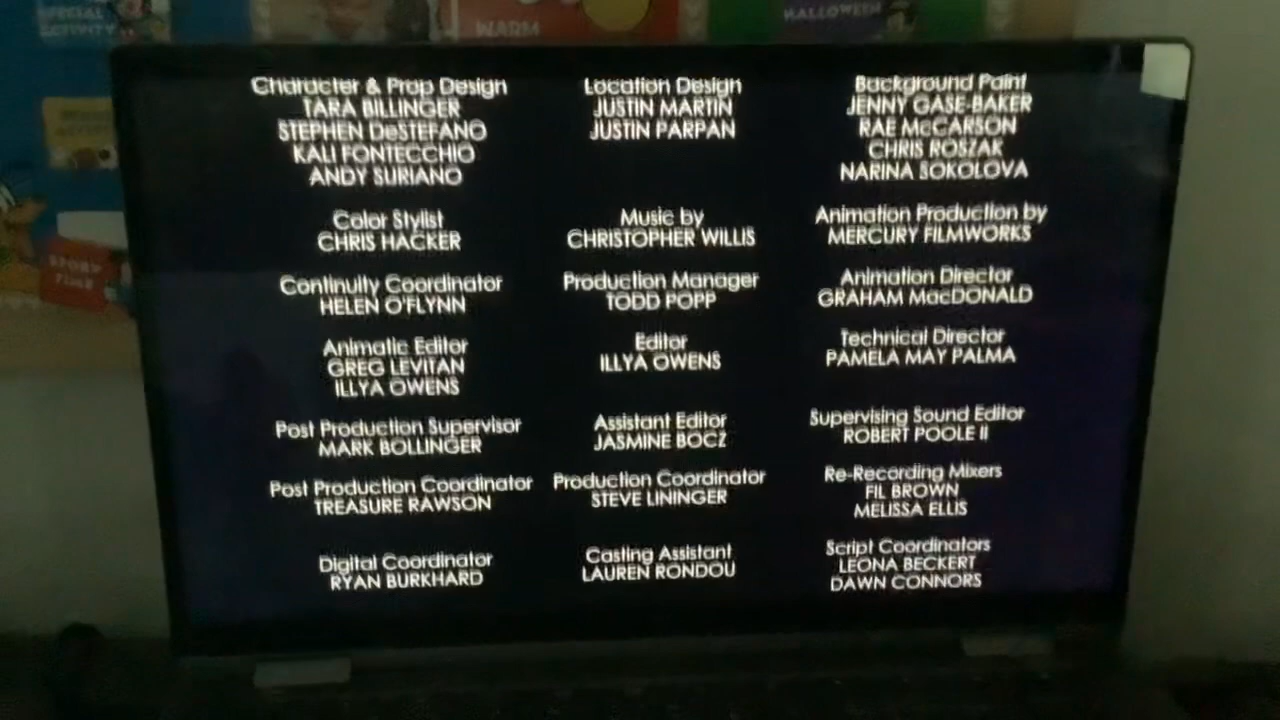 SPECIAL
ACTIVITY
WARM
HALLOWEEN
STORY
TIME
Character & Prop Design
TARA BILLINGER
STEPHEN DeSTEFANO
KALI FONTECCHIO
ANDY SURIANO
Color Stylist
CHRIS HACKER
Continuity Coordinator
HELEN O'FLYNN
Animatic Editor
GREG LEVITAN
ILLYA OWENS
Post Production Supervisor
MARK BOLLINGER
Post Production Coordinator
TREASURE RAWSON
Digital Coordinator
RYAN BURKHARD
Location Design
JUSTIN MARTIN
JUSTIN PARPAN
Music by
CHRISTOPHER WILLIS
Production Manager
TODD POPP
Editor
ILLYA OWENS
Assistant Editor
JASMINE BOCZ
Production Coordinator
STEVE LININGER
Casting Assistant
LAUREN RONDOU
Background Paint
JENNY GASE-BAKER
RAE McCARSON
CHRIS ROSZAK
NARINA SOKOLOVA
Animation Production by
MERCURY FILMWORKS
Animation Director
GRAHAM MacDONALD
Technical Director
PAMELA MAY PALMA
Supervising Sound Editor
ROBERT POOLE II
Re-Recording Mixers
FIL BROWN
MELISSA ELLIS
Script Coordinators
LEONA BECKERT
DAWN CONNORS